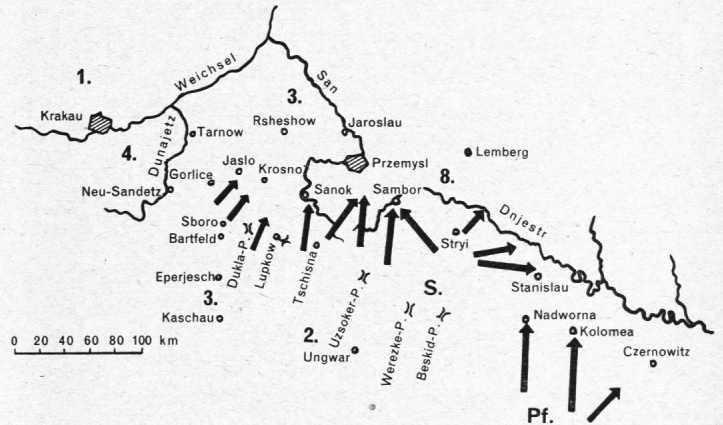 1.
Weichsel
San
3.
Krakau
Rsheshow
Jaroslau
Tarnow
4.
Dunajetz
Lemberg
Przemysl
Jaslo
Krosno
Gorlice
8.
Neu-Sandetz
Sanok
Sambor
Dnjestr
Sboro
Bartfeld
Stryi
Dukla-P.
Lupkow
Tschisna
Eperjesch
Stanislau
S.
3.
Uzsoker-P.
Kaschau
Werezke-P.
Beskid-P.
Nadworna
2.
Kolomea
0 20 40 60 80 100 km
Ungwar
Czernowitz
Pf.